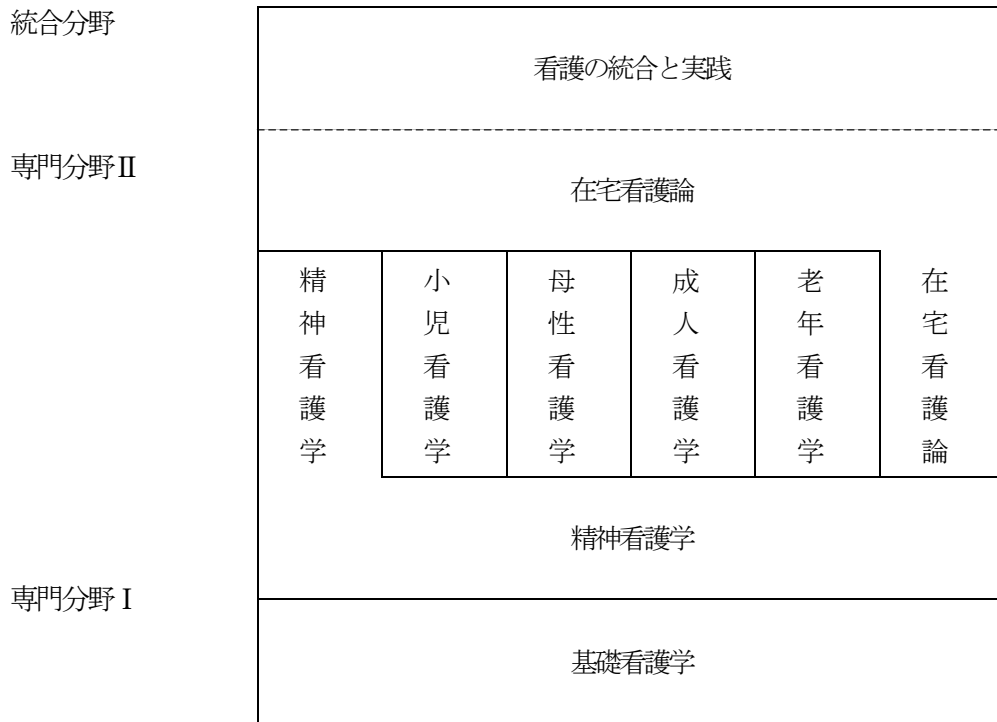 統合分野
看護の統合と実践
専門分野Ⅱ
在宅看護論
精神看護学
小児看護学
母性看護学
成人看護学
老年看護学
在宅看護論
精神看護学
専門分野Ⅰ
基礎看護学